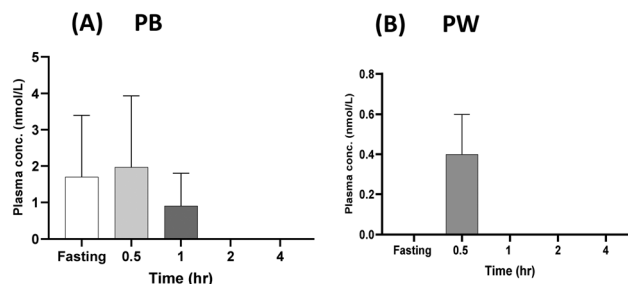 (A) PB
Plasma conc. (nmol/L)
5
4
3
2
1
0
Fasting 0.5 1 2 4
Time (hr)
(B) PW
Plasma conc. (nmol/L)
0.8
0.6
0.4
0.2
0.0
Fasting 0.5 1 2 4
Time (hr)